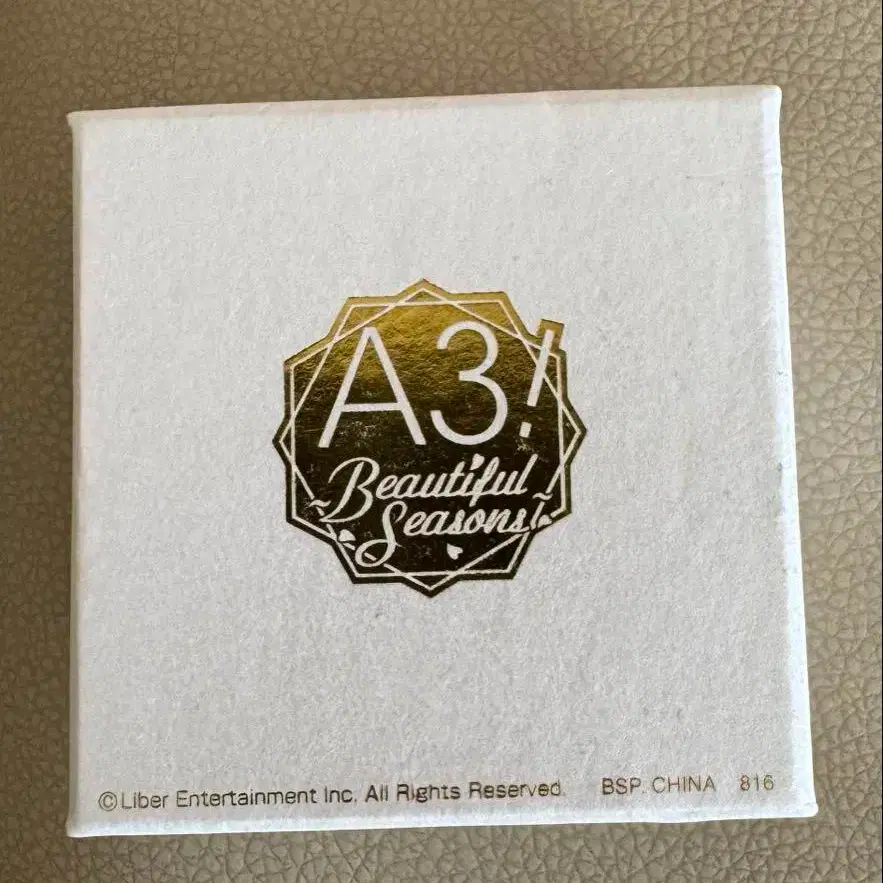 A3!
~Beautiful
Seasons!~
©Liber Entertainment Inc. All Rights Reserved. BSP. CHINA 816